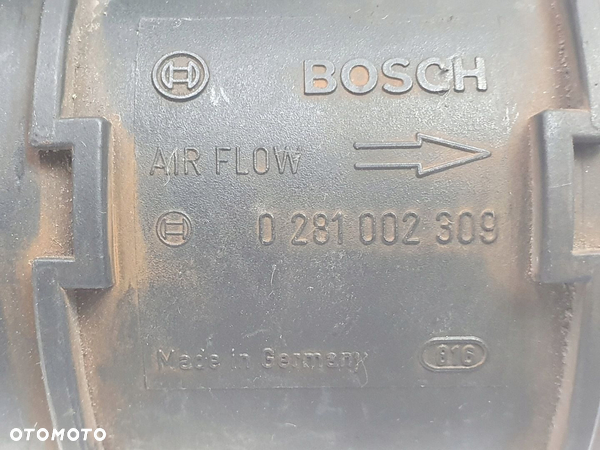 BOSCH
AIR FLOW
0 281 002 309
Made in Germany 816
OTOMOTO